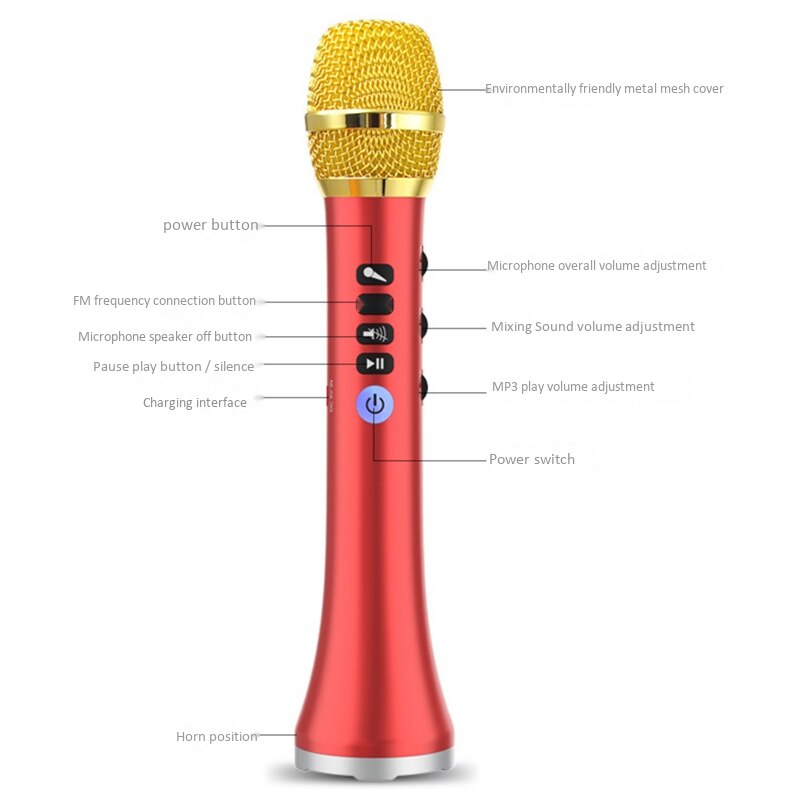 Environmentally friendly metal mesh cover
power button
Microphone overall volume adjustment
FM frequency connection button
Mixing Sound volume adjustment
Microphone speaker off button
Pause play button / silence
MP3 play volume adjustment
Charging interface
Power switch
Horn position